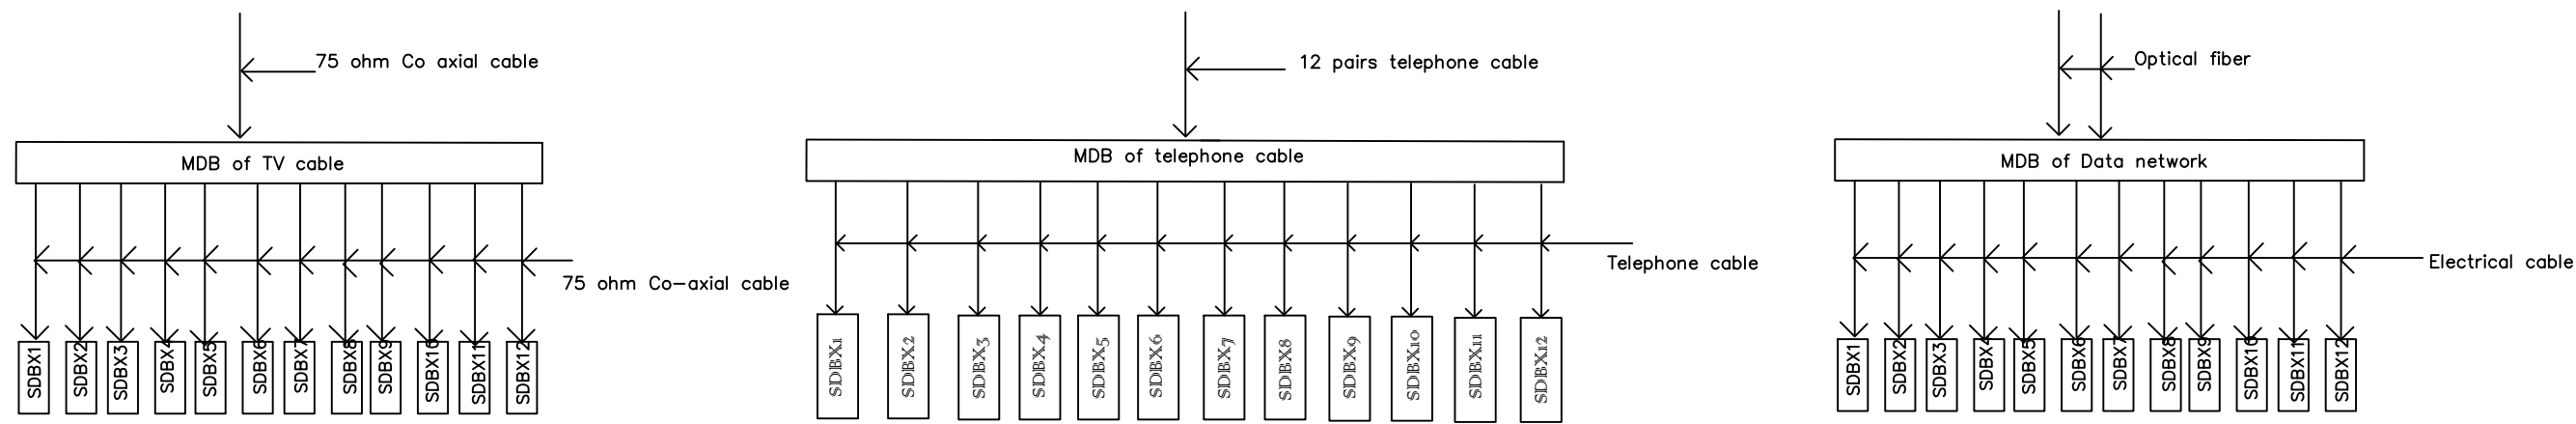 75 ohm Co axial cable
MDB of TV cable
75 ohm Co-axial cable
SDBX1
SDBX2
SDBX3
SDBX4
SDBX5
SDBX6
SDBX7
SDBX8
SDBX9
SDBX10
SDBX11
SDBX12
12 pairs telephone cable
MDB of telephone cable
Telephone cable
SDBX1
SDBX2
SDBX3
SDBX4
SDBX5
SDBX6
SDBX7
SDBX8
SDBX9
SDBX10
SDBX11
SDBX12
Optical fiber
MDB of Data network
Electrical cable
SDBX1
SDBX2
SDBX3
SDBX4
SDBX5
SDBX6
SDBX7
SDBX8
SDBX9
SDBX10
SDBX11
SDBX12